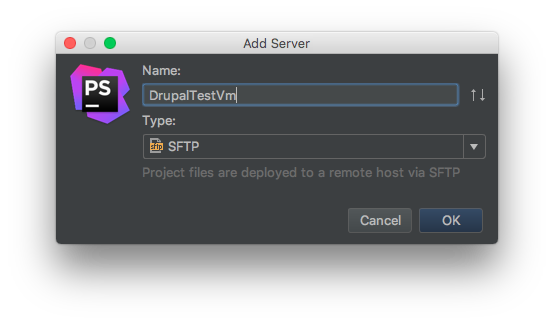 Add Server
PS
Name:
DrupalTestVm
Type:
SFTP
Project files are deployed to a remote host via SFTP
Cancel
OK